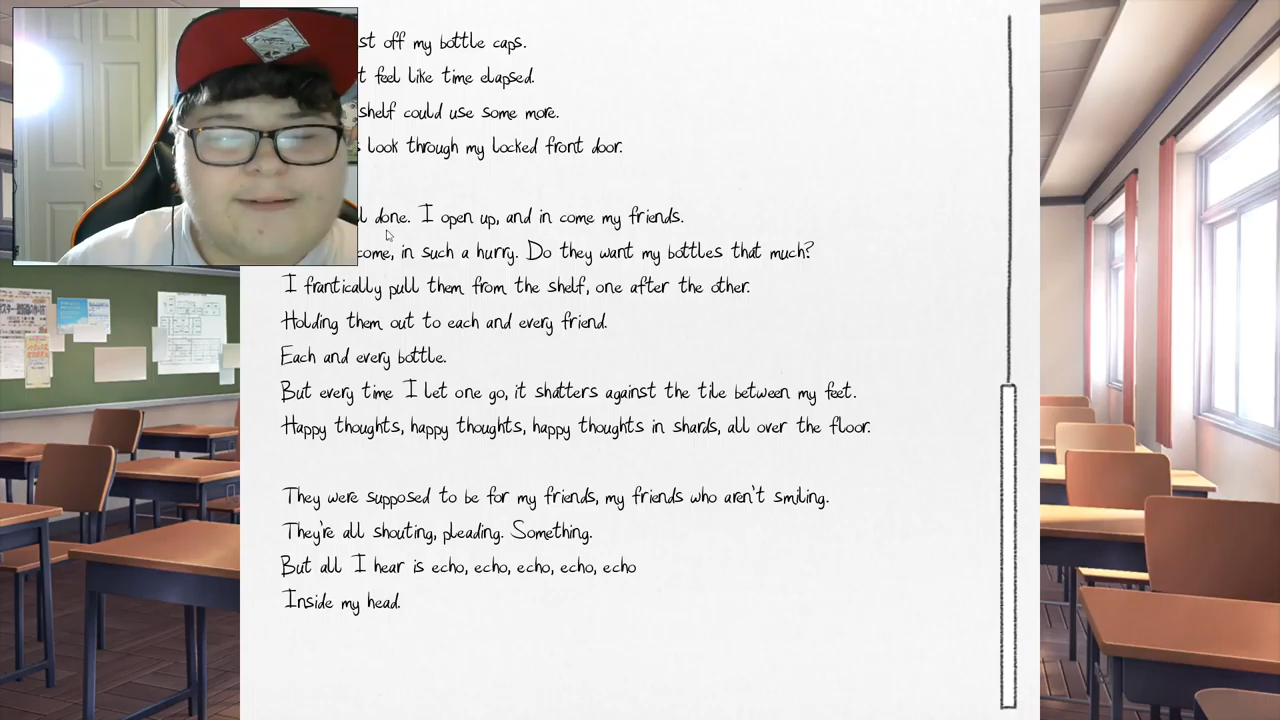 st off my bottle caps.
t feel like time elapsed.
shelf could use some more.
s look through my locked front door.
l done. I open up, and in come my friends.
come, in such a hurry. Do they want my bottles that much?
I frantically pull them from the shelf, one after the other.
Holding them out to each and every friend.
Each and every bottle.
But every time I let one go, it shatters against the tile between my feet.
Happy thoughts, happy thoughts, happy thoughts in shards, all over the floor.
They were supposed to be for my friends, my friends who aren't smiling.
They're all shouting, pleading. Something.
But all I hear is echo, echo, echo, echo, echo
Inside my head.